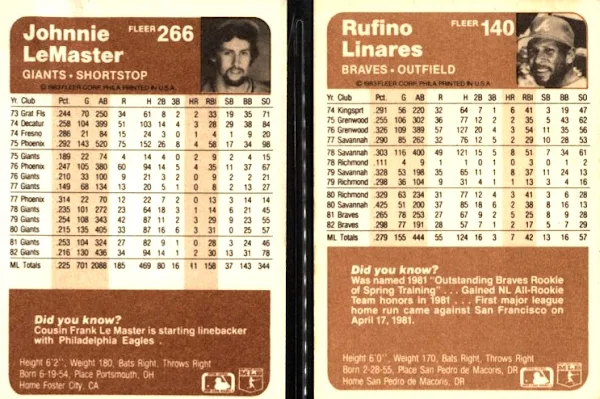 Johnnie
LeMaster
FLEER 266
GIANTS • SHORTSTOP
© 1983 FLEER CORP., PHILA. PRINTED IN U.S.A.
Yr. Club Pct. G AB R H 2B 3B HR RBI SB BB SO
73 Grat Fls .244 70 250 34 61 8 2 2 33 19 35 71
74 Decatur .258 104 399 51 103 14 4 3 28 29 38 84
74 Fresno .286 21 84 15 24 3 0 1 4 1 9 20
75 Phoenix .292 143 520 75 152 26 8 4 58 17 34 98
75 Giants .189 22 74 4 14 4 0 2 9 2 4 15
76 Phoenix .247 105 380 60 94 14 5 4 35 11 37 67
76 Giants .210 33 100 9 21 3 2 0 9 2 2 21
77 Giants .149 68 134 13 20 5 1 0 8 2 13 27
77 Phoenix .314 22 70 12 22 7 2 0 13 3 14 14
78 Giants .235 101 272 23 64 18 3 1 14 6 21 45
79 Giants .254 108 343 42 87 11 2 3 29 9 23 55
80 Giants .215 135 405 33 87 16 6 3 31 0 25 57
81 Giants .253 104 324 27 82 9 1 0 28 3 24 46
82 Giants .216 130 436 34 94 14 1 2 30 13 31 78
ML Totals .225 701 2088 185 469 80 16 11 158 37 143 344
Did you know?
Cousin Frank Le Master is starting linebacker
with Philadelphia Eagles .
Height 6'2'', Weight 180, Bats Right, Throws Right
Born 6-19-54, Place Portsmouth, OH
Home Foster City, CA
Rufino
Linares
FLEER 140
BRAVES • OUTFIELD
© 1983 FLEER CORP., PHILA. PRINTED IN U.S.A.
Yr. Club Pct. G AB R H 2B 3B HR RBI SB BB SO
74 Kingsprt .291 56 220 32 64 7 1 6 41 3 19 47
75 Grenwood .255 106 302 38 77 9 2 2 35 5 43 62
76 Grenwood .326 109 389 57 127 20 4 3 54 11 35 56
77 Savannah .290 85 262 32 76 12 5 2 29 10 28 53
78 Savannah .303 116 400 49 121 15 5 8 51 7 34 61
78 Richmond .111 4 9 1 1 0 1 0 3 0 1 2
79 Savannah .328 53 198 35 65 11 1 8 37 11 24 13
79 Richmond .298 36 104 9 31 4 1 1 13 3 4 16
80 Richmond .329 63 234 31 77 12 4 3 41 3 6 28
80 Savannah .425 51 200 37 85 18 6 2 38 8 16 13
81 Braves .265 78 253 27 67 9 2 5 25 8 9 28
82 Braves .298 77 191 28 57 7 1 2 17 5 7 29
ML Totals .279 155 444 55 124 16 3 7 42 13 16 57
Did you know?
Was named 1981 "Outstanding Braves Rookie
of Spring Training" . . . Gained NL All-Rookie
Team honors in 1981 . . . First major league
home run came against San Francisco on
April 17, 1981.
Height 6'0'', Weight 170, Bats Right, Throws Right
Born 2-28-55, Place San Pedro de Macoris, DR
Home San Pedro de Macoris, DR